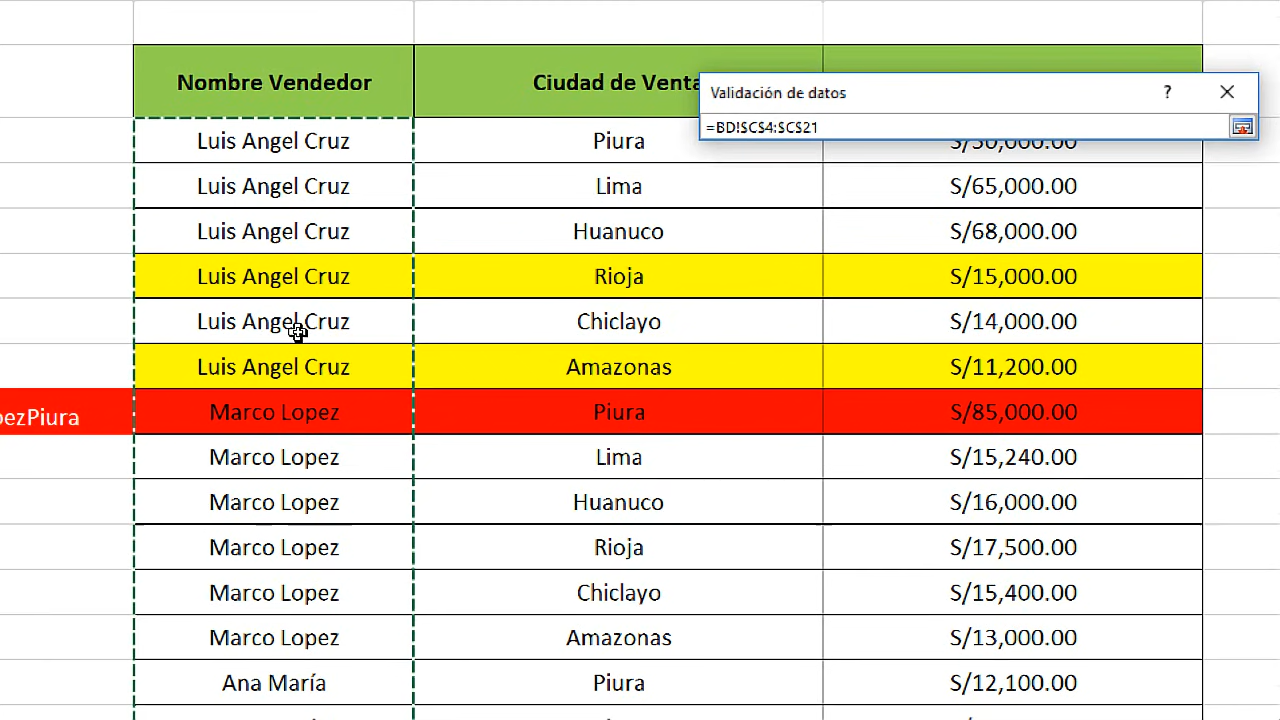 Nombre Vendedor Ciudad de Venta
Validación de datos ?
=BD!$C$4:$C$21
Luis Angel Cruz Piura
Luis Angel Cruz Lima S/65,000.00
Luis Angel Cruz Huanuco S/68,000.00
Luis Angel Cruz Rioja S/15,000.00
Luis Angel Cruz Chiclayo S/14,000.00
Luis Angel Cruz Amazonas S/11,200.00
pezPiura Marco Lopez Piura S/85,000.00
Marco Lopez Lima S/15,240.00
Marco Lopez Huanuco S/16,000.00
Marco Lopez Rioja S/17,500.00
Marco Lopez Chiclayo S/15,400.00
Marco Lopez Amazonas S/13,000.00
Ana María Piura S/12,100.00